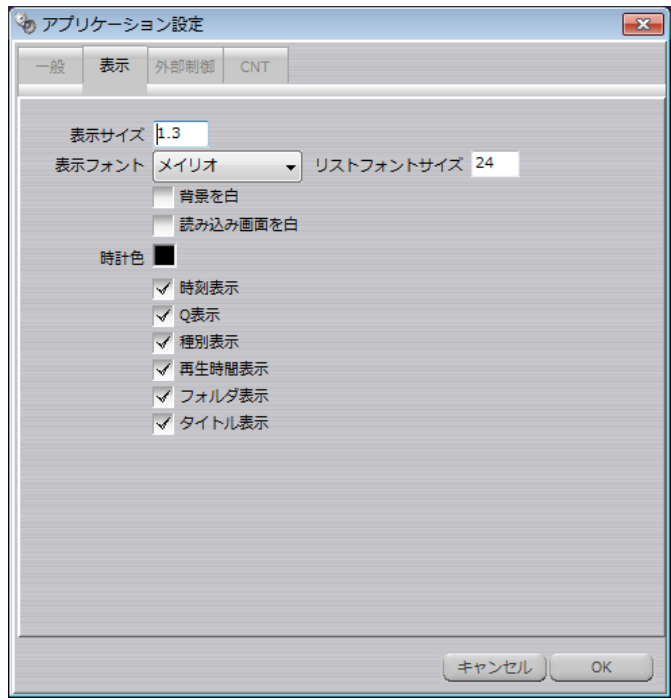 アプリケーション設定
一般 表示 外部制御 CNT
表示サイズ 1.3
表示フォント メイリオ リストフォントサイズ 24
背景を白
読み込み画面を白
時計色
時刻表示
Q表示
種別表示
再生時間表示
フォルダ表示
タイトル表示
キャンセル OK